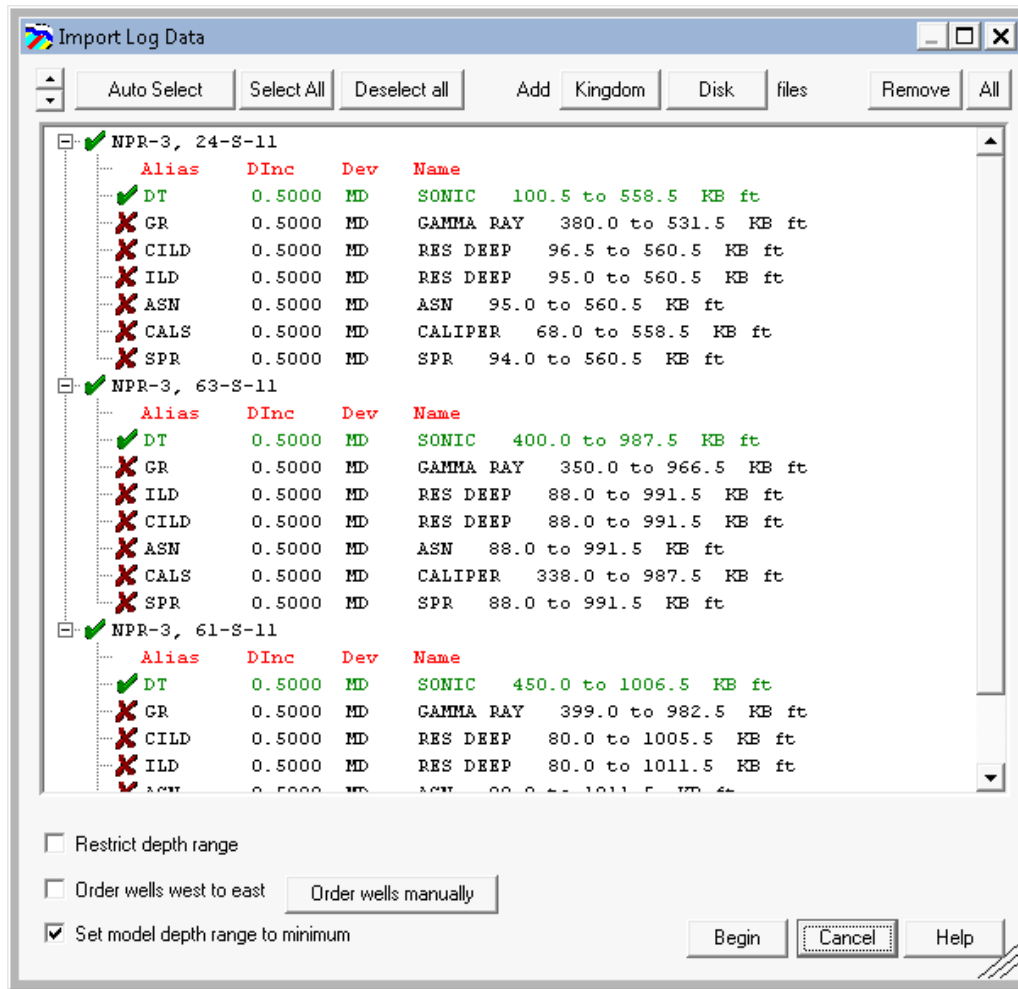 Import Log Data
Auto Select Select All Deselect all Add Kingdom Disk files Remove All
NPR-3, 24-S-11
Alias DInc Dev Name
DT 0.5000 MD SONIC 100.5 to 558.5 KB ft
GR 0.5000 MD GAMMA RAY 380.0 to 531.5 KB ft
CILD 0.5000 MD RES DEEP 96.5 to 560.5 KB ft
ILD 0.5000 MD RES DEEP 95.0 to 560.5 KB ft
ASN 0.5000 MD ASN 95.0 to 560.5 KB ft
CALS 0.5000 MD CALIPER 68.0 to 558.5 KB ft
SPR 0.5000 MD SPR 94.0 to 560.5 KB ft
NPR-3, 63-S-11
Alias DInc Dev Name
DT 0.5000 MD SONIC 400.0 to 987.5 KB ft
GR 0.5000 MD GAMMA RAY 350.0 to 966.5 KB ft
ILD 0.5000 MD RES DEEP 88.0 to 991.5 KB ft
CILD 0.5000 MD RES DEEP 88.0 to 991.5 KB ft
ASN 0.5000 MD ASN 88.0 to 991.5 KB ft
CALS 0.5000 MD CALIPER 338.0 to 987.5 KB ft
SPR 0.5000 MD SPR 88.0 to 991.5 KB ft
NPR-3, 61-S-11
Alias DInc Dev Name
DT 0.5000 MD SONIC 450.0 to 1006.5 KB ft
GR 0.5000 MD GAMMA RAY 399.0 to 982.5 KB ft
CILD 0.5000 MD RES DEEP 80.0 to 1005.5 KB ft
ILD 0.5000 MD RES DEEP 80.0 to 1011.5 KB ft
Restrict depth range
Order wells west to east Order wells manually
Set model depth range to minimum
Begin Cancel Help